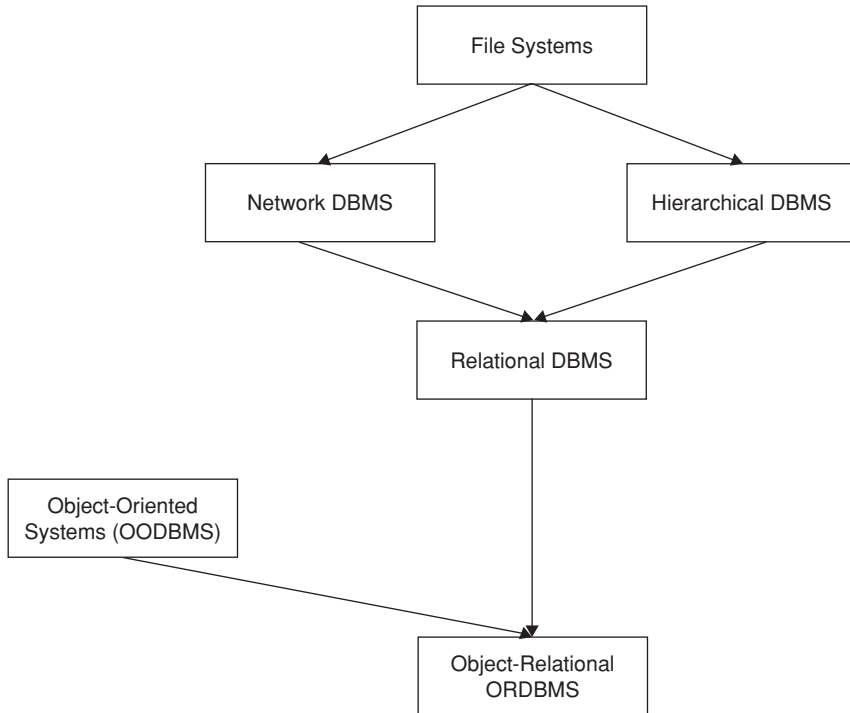 File Systems
Network DBMS
Hierarchical DBMS
Relational DBMS
Object-Oriented
Systems (OODBMS)
Object-Relational
ORDBMS